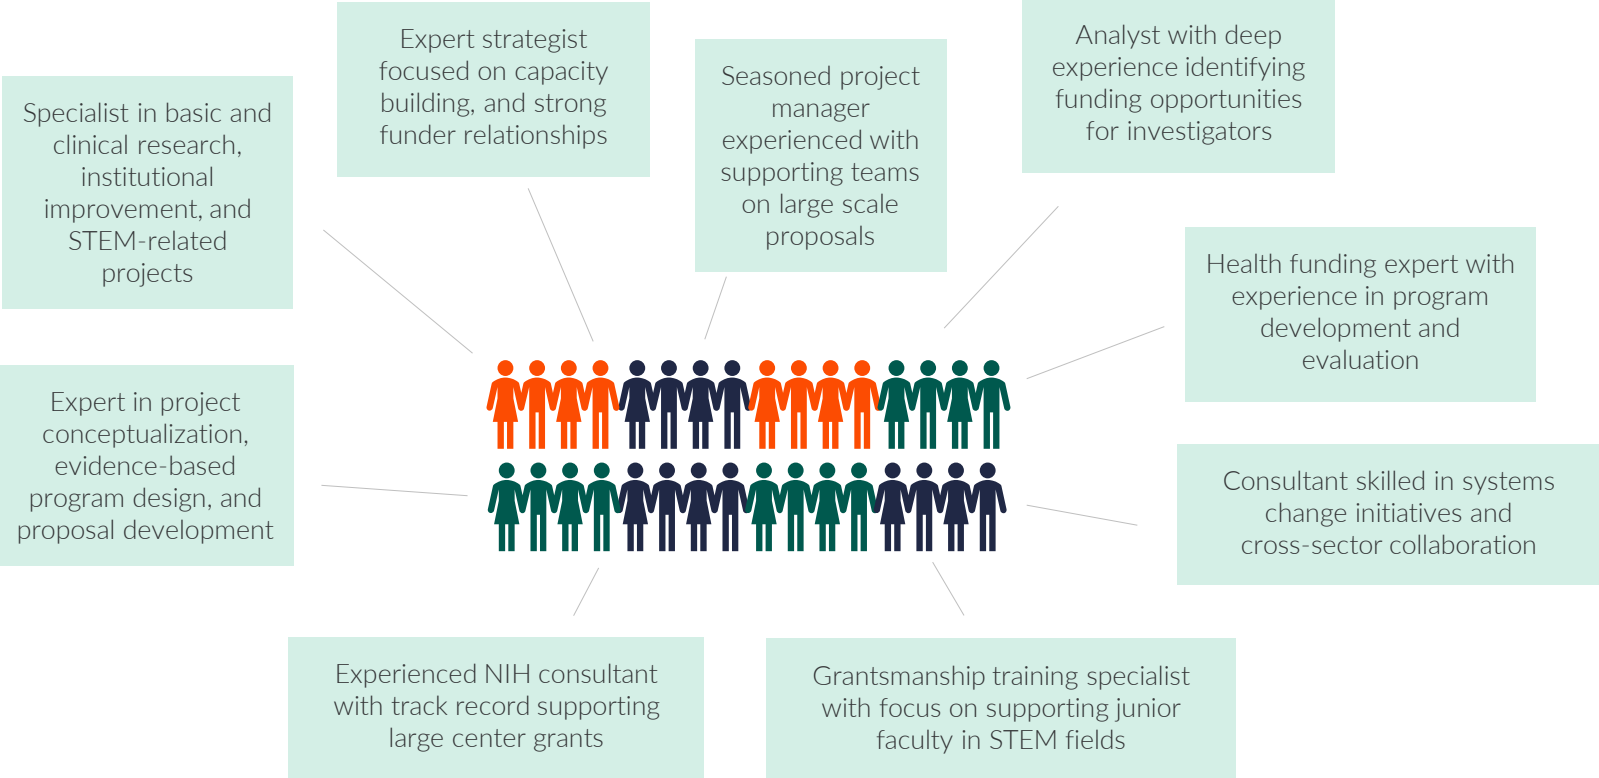 Expert strategist
focused on capacity
building, and strong
funder relationships
Analyst with deep
experience identifying
funding opportunities
for investigators
Seasoned project
manager
experienced with
supporting teams
on large scale
proposals
Specialist in basic and
clinical research,
institutional
improvement, and
STEM-related
projects
Health funding expert with
experience in program
development and
evaluation
Expert in project
conceptualization,
evidence-based
program design, and
proposal development
Consultant skilled in systems
change initiatives and
cross-sector collaboration
Experienced NIH consultant
with track record supporting
large center grants
Grantsmanship training specialist
with focus on supporting junior
faculty in STEM fields